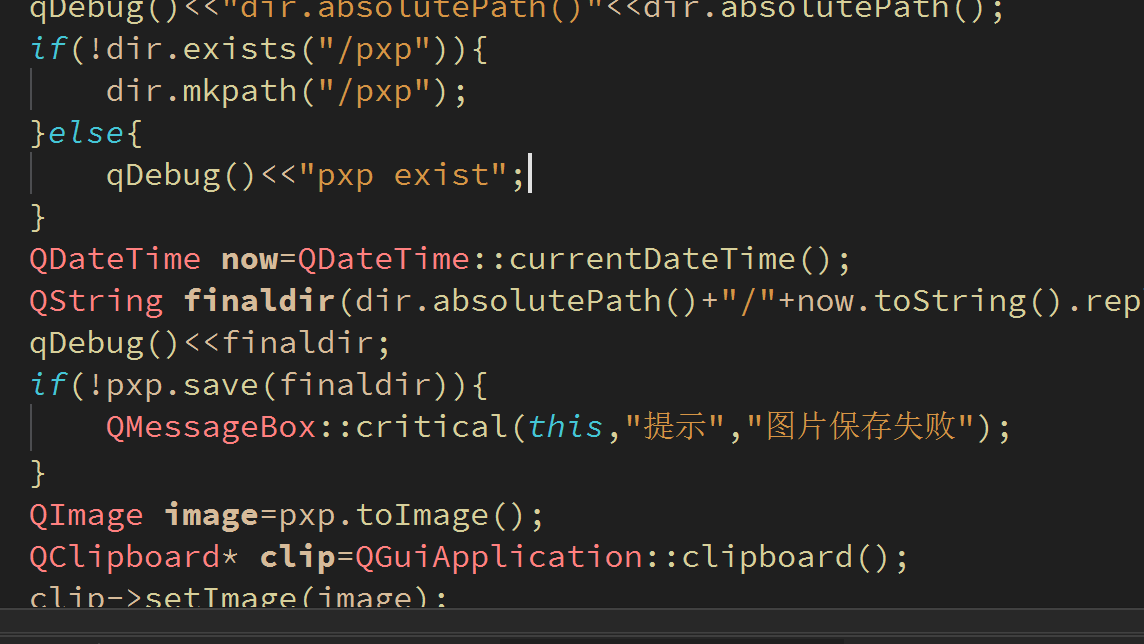 qDebug()<<"dir.absolutePath()"<<dir.absolutePath();
if(!dir.exists("/pxp")){
dir.mkpath("/pxp");
}else{
qDebug()<<"pxp exist";
}
QDateTime now=QDateTime::currentDateTime();
QString finaldir(dir.absolutePath()+"/"+now.toString().rep
qDebug()<<finaldir;
if(!pxp.save(finaldir)){
QMessageBox::critical(this,"提示","图片保存失败");
}
QImage image=pxp.toImage();
QClipboard* clip=QGuiApplication::clipboard();
clip->setImage(image);